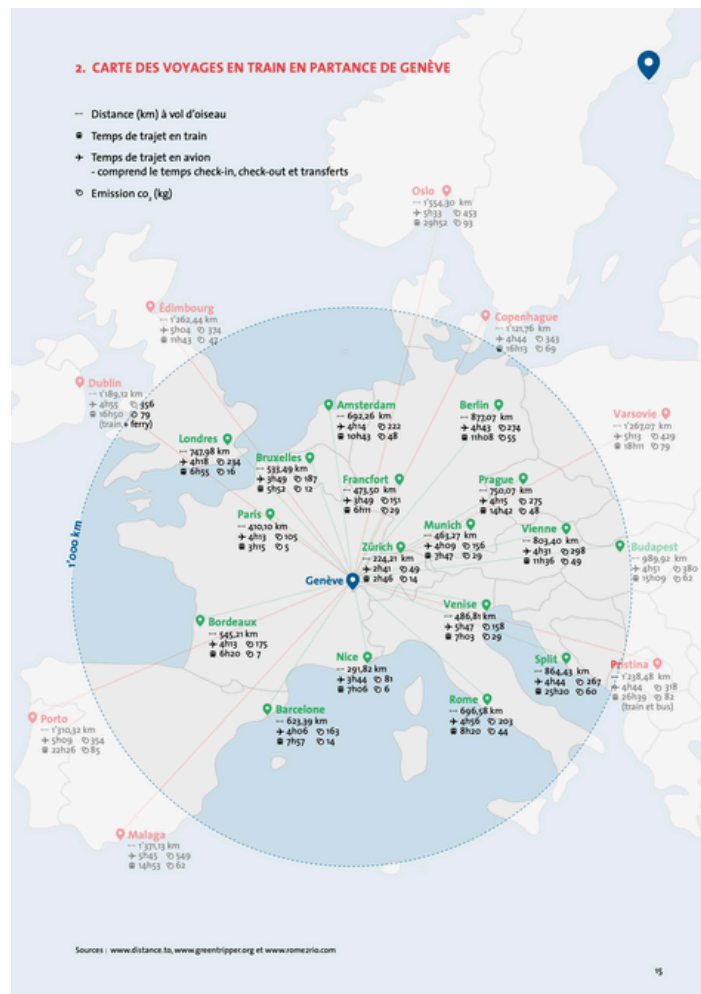 2. CARTE DES VOYAGES EN TRAIN EN PARTANCE DE GENÈVE
Distance (km) à vol d'oiseau
Temps de trajet en train
Temps de trajet en avion
- comprend le temps check-in, check-out et transferts
Emission co2 (kg)
Oslo
1'554,30 km
5h33 453
29h52 93
Édimbourg
1'262,44 km
5h04 374
11h43 47
Copenhague
1'121,76 km
4h44 343
16h13 69
Dublin
1'189,12 km
4h55 356
16h50 79
(train + ferry)
Amsterdam
692,26 km
4h14 222
10h43 48
Berlin
877,07 km
4h43 274
11h08 55
Varsovie
1'267,07 km
5h13 429
18h11 79
Londres
747,98 km
4h18 234
6h55 16
Bruxelles
533,49 km
3h49 187
5h52 12
Francfort
473,50 km
3h49 151
6h11 29
Prague
750,07 km
4h15 275
14h42 48
Paris
410,10 km
4h13 105
3h15 5
Munich
463,27 km
4h09 156
7h47 29
Vienne
803,40 km
4h31 298
11h36 49
Zürich
224,21 km
2h41 49
2h46 14
Budapest
989,92 km
4h51 380
15h09 62
1'000 km
Genève
Venise
486,81 km
5h47 158
7h03 29
Bordeaux
545,21 km
4h13 175
6h20 7
Nice
291,82 km
3h44 81
7h06 6
Split
864,43 km
4h44 267
25h20 60
Pristina
1'238,48 km
4h44 318
26h39 82
(train et bus)
Rome
696,58 km
4h56 203
8h20 44
Barcelone
623,39 km
4h06 163
7h57 14
Porto
1'310,32 km
5h09 354
22h26 85
Malaga
1'371,13 km
5h45 549
14h53 62
Sources : www.distance.to, www.greentripper.org et www.rome2rio.com
15